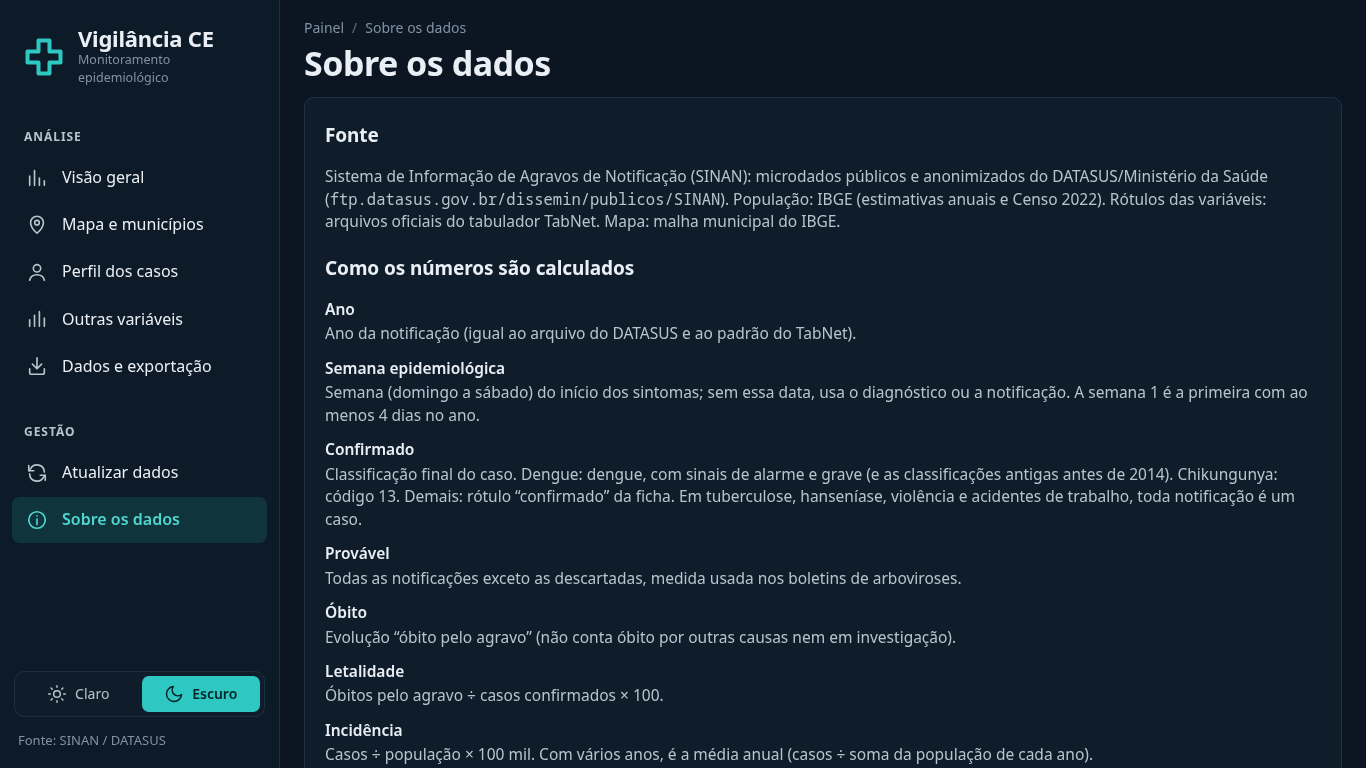 Vigilância CE
Monitoramento
epidemiológico
ANÁLISE
Visão geral
Mapa e municípios
Perfil dos casos
Outras variáveis
Dados e exportação
GESTÃO
Atualizar dados
Sobre os dados
Claro
Escuro
Fonte: SINAN / DATASUS
Painel / Sobre os dados
Sobre os dados
Fonte
Sistema de Informação de Agravos de Notificação (SINAN): microdados públicos e anonimizados do DATASUS/Ministério da Saúde
(ftp.datasus.gov.br/dissemin/publicos/SINAN). População: IBGE (estimativas anuais e Censo 2022). Rótulos das variáveis:
arquivos oficiais do tabulador TabNet. Mapa: malha municipal do IBGE.
Como os números são calculados
Ano
Ano da notificação (igual ao arquivo do DATASUS e ao padrão do TabNet).
Semana epidemiológica
Semana (domingo a sábado) do início dos sintomas; sem essa data, usa o diagnóstico ou a notificação. A semana 1 é a primeira com ao
menos 4 dias no ano.
Confirmado
Classificação final do caso. Dengue: dengue, com sinais de alarme e grave (e as classificações antigas antes de 2014). Chikungunya:
código 13. Demais: rótulo “confirmado” da ficha. Em tuberculose, hanseníase, violência e acidentes de trabalho, toda notificação é um
caso.
Provável
Todas as notificações exceto as descartadas, medida usada nos boletins de arboviroses.
Óbito
Evolução “óbito pelo agravo” (não conta óbito por outras causas nem em investigação).
Letalidade
Óbitos pelo agravo ÷ casos confirmados × 100.
Incidência
Casos ÷ população × 100 mil. Com vários anos, é a média anual (casos ÷ soma da população de cada ano).